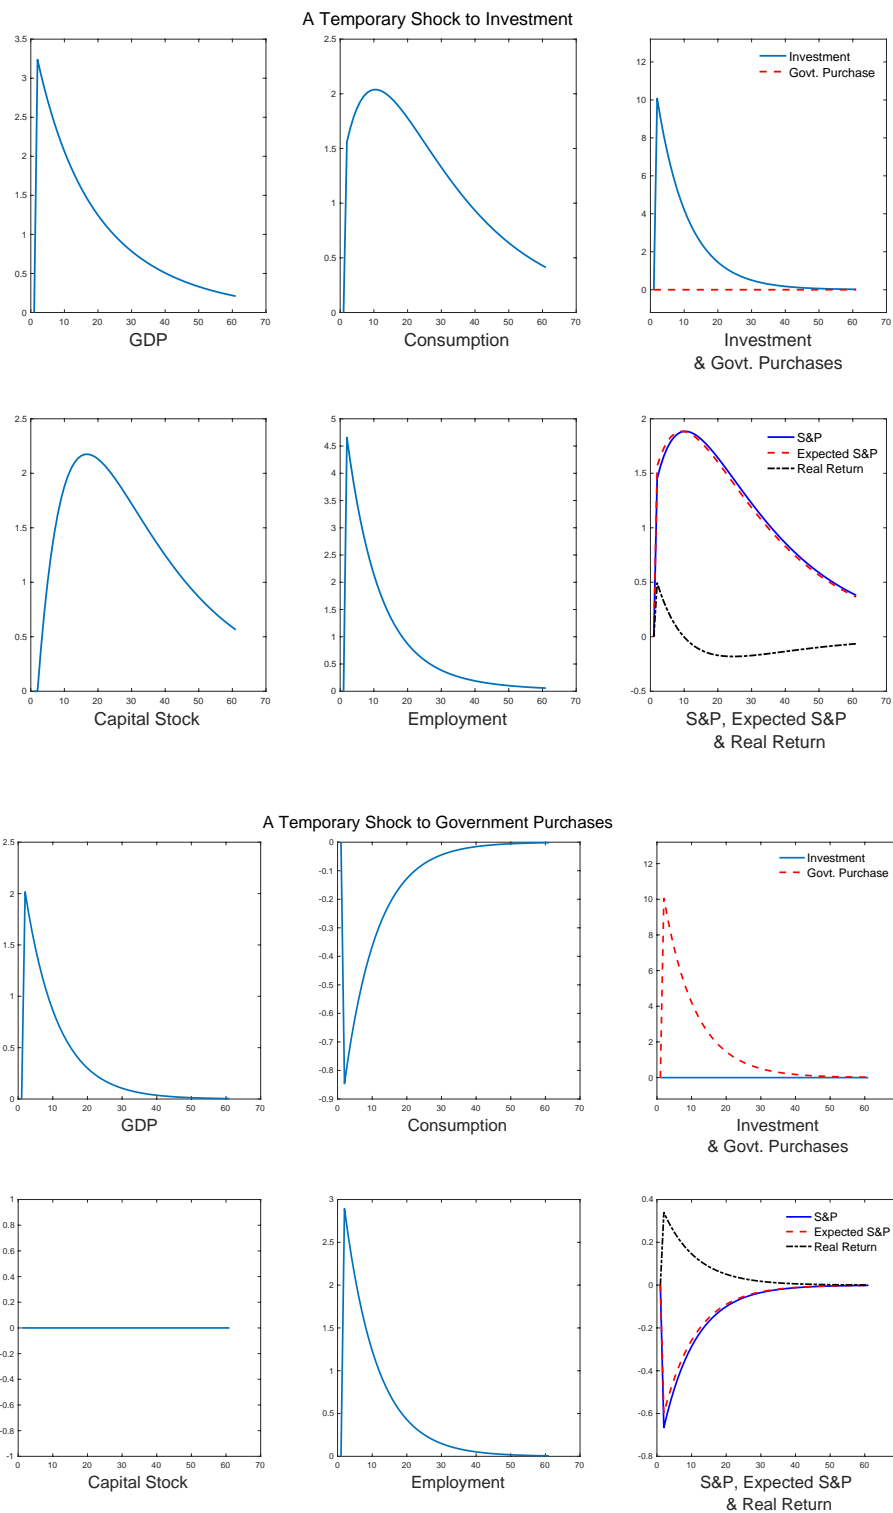 A Temporary Shock to Investment
3.5
3
2.5
2
1.5
1
0.5
0
0 10 20 30 40 50 60 70
GDP
2.5
2
1.5
1
0.5
0
0 10 20 30 40 50 60 70
Consumption
Investment
Govt. Purchase
12
10
8
6
4
2
0
0 10 20 30 40 50 60 70
Investment
& Govt. Purchases
2.5
2
1.5
1
0.5
0
0 10 20 30 40 50 60 70
Capital Stock
5
4.5
4
3.5
3
2.5
2
1.5
1
0.5
0
0 10 20 30 40 50 60 70
Employment
2
S&P
Expected S&P
Real Return
1.5
1
0.5
0
-0.5
0 10 20 30 40 50 60 70
S&P, Expected S&P
& Real Return
A Temporary Shock to Government Purchases
2.5
2
1.5
1
0.5
0
0 10 20 30 40 50 60 70
GDP
0
-0.1
-0.2
-0.3
-0.4
-0.5
-0.6
-0.7
-0.8
-0.9
0 10 20 30 40 50 60 70
Consumption
Investment
Govt. Purchase
12
10
8
6
4
2
0
0 10 20 30 40 50 60
Investment
& Govt. Purchases
1
0.8
0.6
0.4
0.2
0
-0.2
-0.4
-0.6
-0.8
-1
0 10 20 30 40 50 60 70
Capital Stock
3
2.5
2
1.5
1
0.5
0
0 10 20 30 40 50 60 70
Employment
0.4
S&P
Expected S&P
Real Return
0.2
0
-0.2
-0.4
-0.6
-0.8
0 10 20 30 40 50 60
S&P, Expected S&P
& Real Return